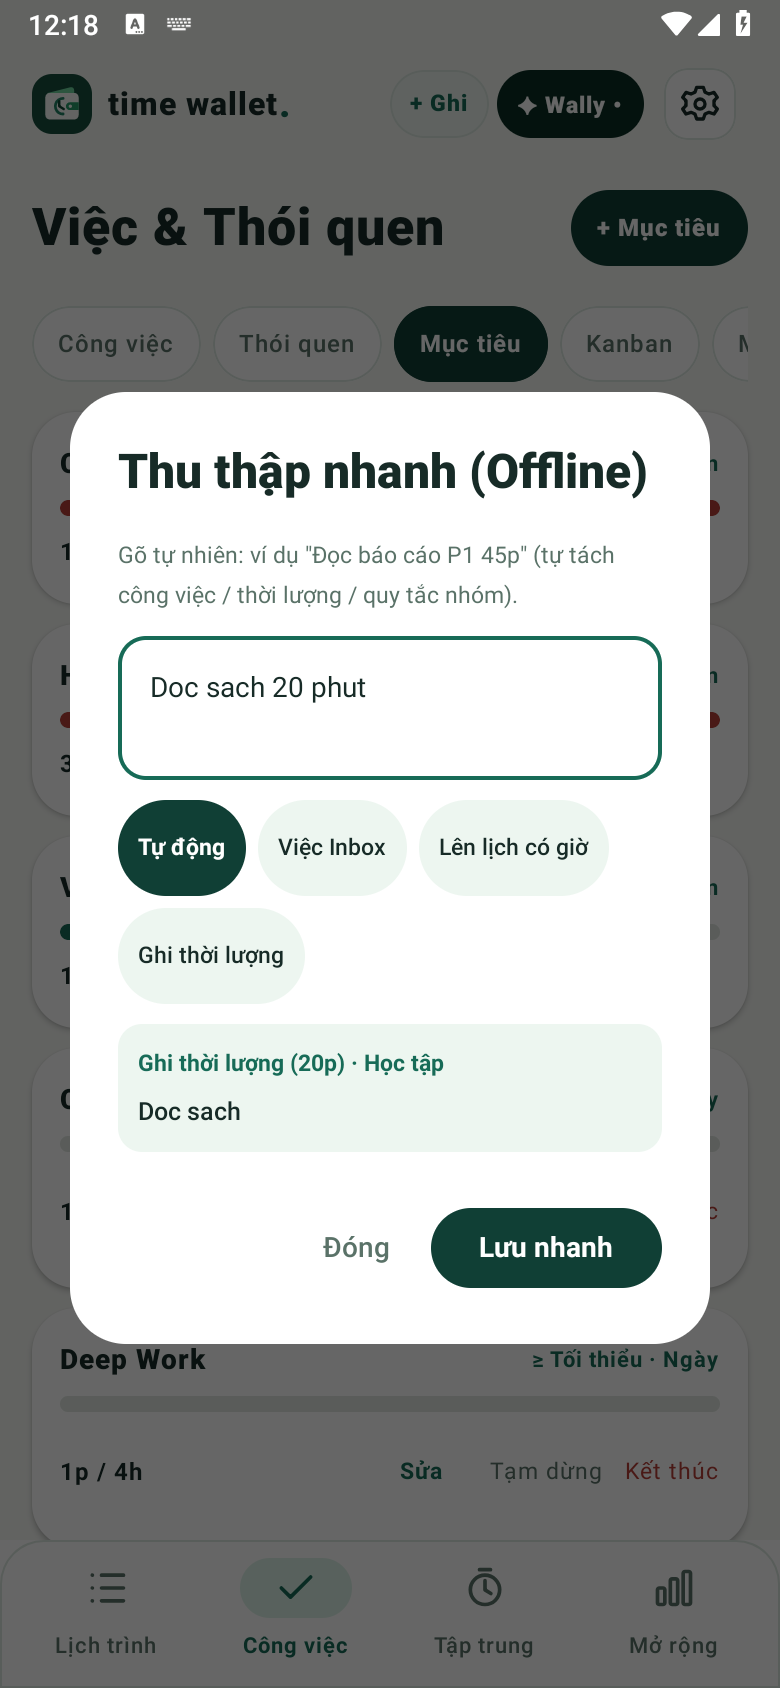 12:18
time wallet.
+ Ghi
✦ Wally •
Việc & Thói quen
+ Mục tiêu
Công việc
Thói quen
Mục tiêu
Kanban
Thu thập nhanh (Offline)
Gõ tự nhiên: ví dụ "Đọc báo cáo P1 45p" (tự tách
công việc / thời lượng / quy tắc nhóm).
Doc sach 20 phut
Tự động
Việc Inbox
Lên lịch có giờ
Ghi thời lượng
Ghi thời lượng (20p) · Học tập
Doc sach
Đóng
Lưu nhanh
Deep Work
≥ Tối thiểu · Ngày
1p / 4h
Sửa
Tạm dừng
Kết thúc
Lịch trình
Công việc
Tập trung
Mở rộng